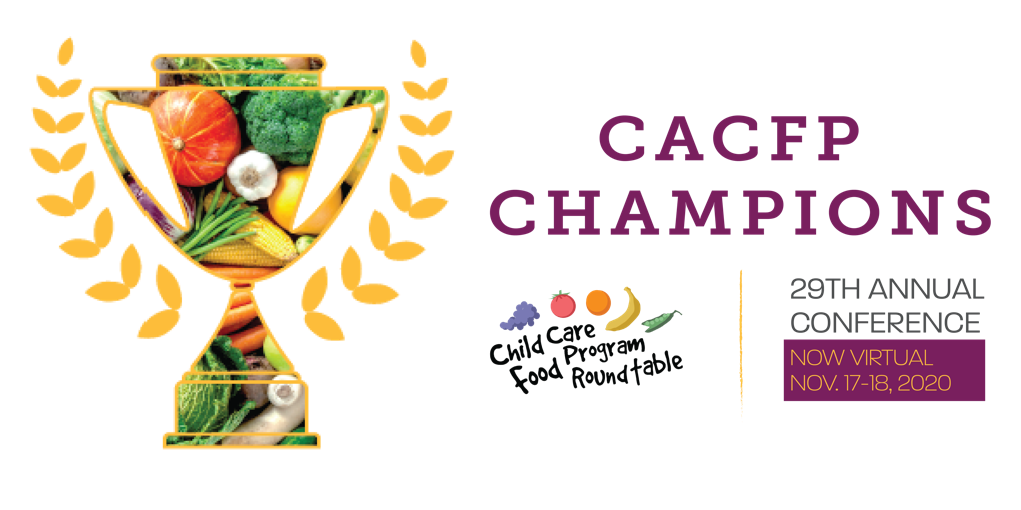 CACFP
CHAMPIONS
Child Care
Food Program
Roundtable
29TH ANNUAL
CONFERENCE
NOW VIRTUAL
NOV. 17-18, 2020